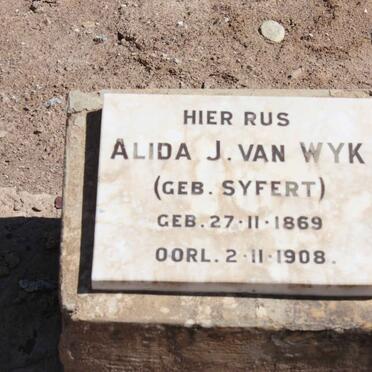 HIER RUS
ALIDA J. VAN WYK
(GEB. SYFERT)
GEB. 27·11·1869
OORL. 2·11·1908.